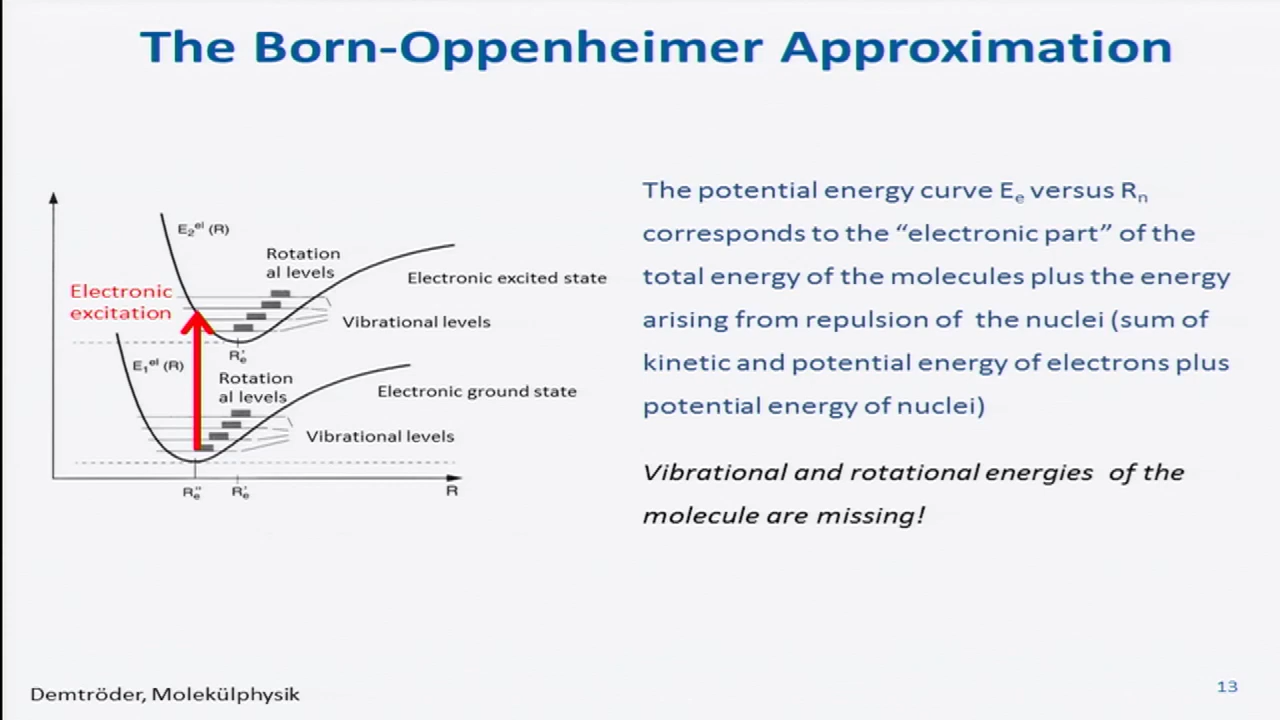 The Born-Oppenheimer Approximation
E₂ᵉˡ (R)
Rotation
al levels
Electronic excited state
Electronic
excitation
Vibrational levels
R'ₑ
E₁ᵉˡ (R)
Rotation
al levels
Electronic ground state
Vibrational levels
R''ₑ
R'ₑ
R
The potential energy curve Eₑ versus Rₙ
corresponds to the “electronic part” of the
total energy of the molecules plus the energy
arising from repulsion of the nuclei (sum of
kinetic and potential energy of electrons plus
potential energy of nuclei)
Vibrational and rotational energies of the
molecule are missing!
Demtröder, Molekülphysik
13